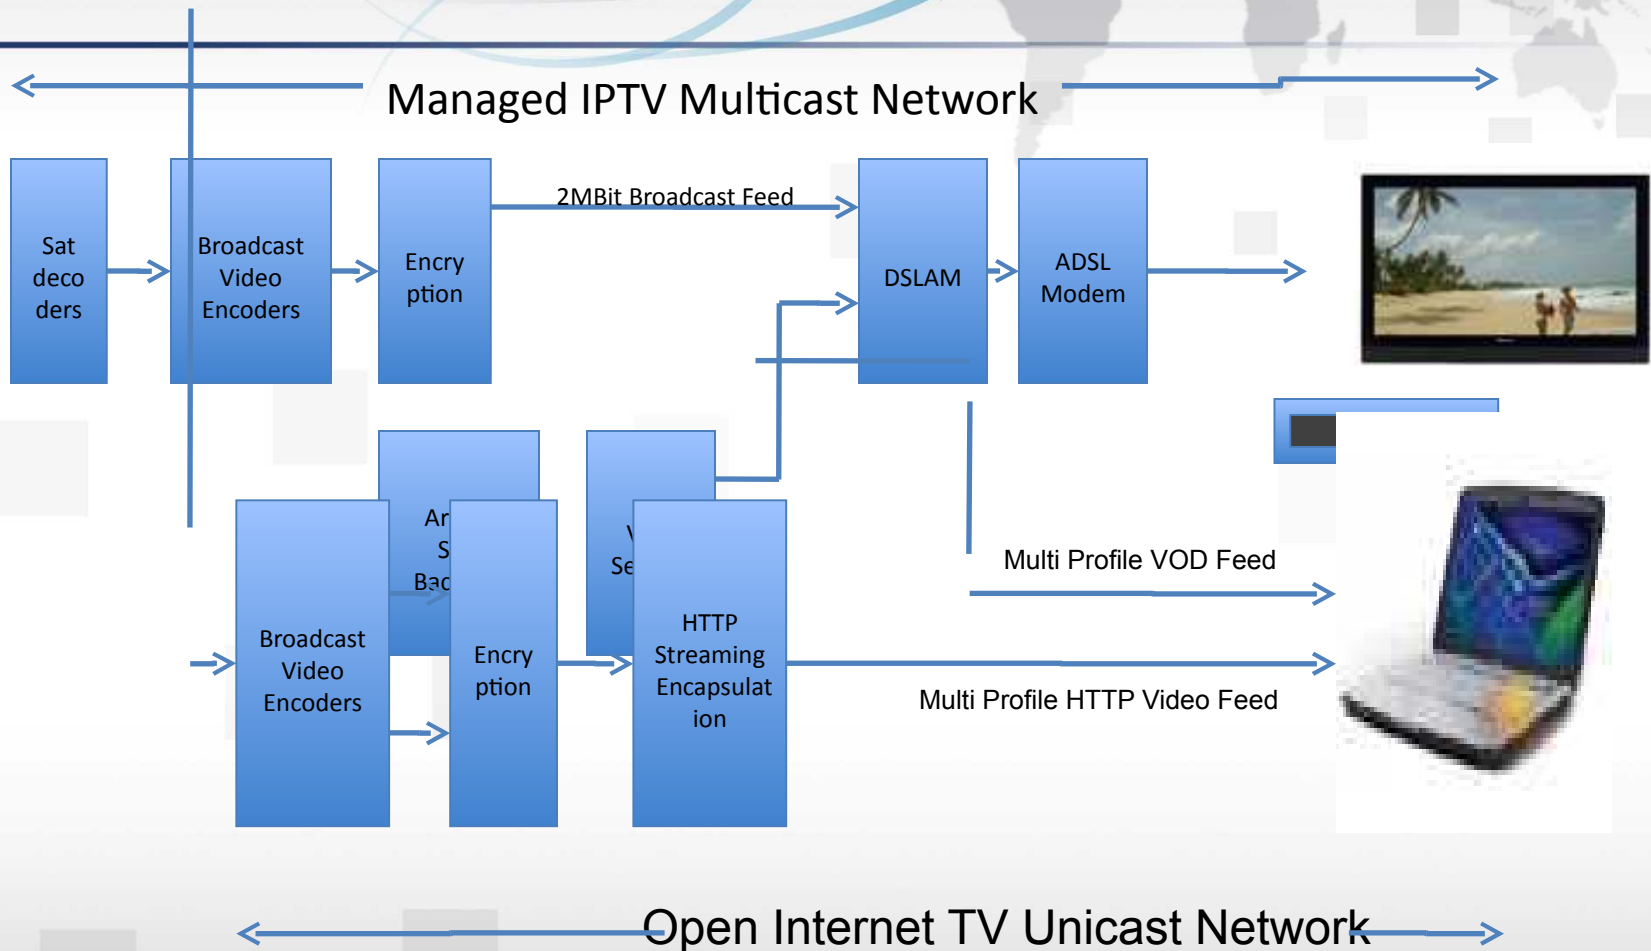 Managed IPTV Multicast Network
Sat
deco
ders
Broadcast
Video
Encoders
Encry
ption
2MBit Broadcast Feed
DSLAM
ADSL
Modem
Broadcast
Video
Encoders
Encry
ption
HTTP
Streaming
Encapsulat
ion
Multi Profile VOD Feed
Multi Profile HTTP Video Feed
Open Internet TV Unicast Network